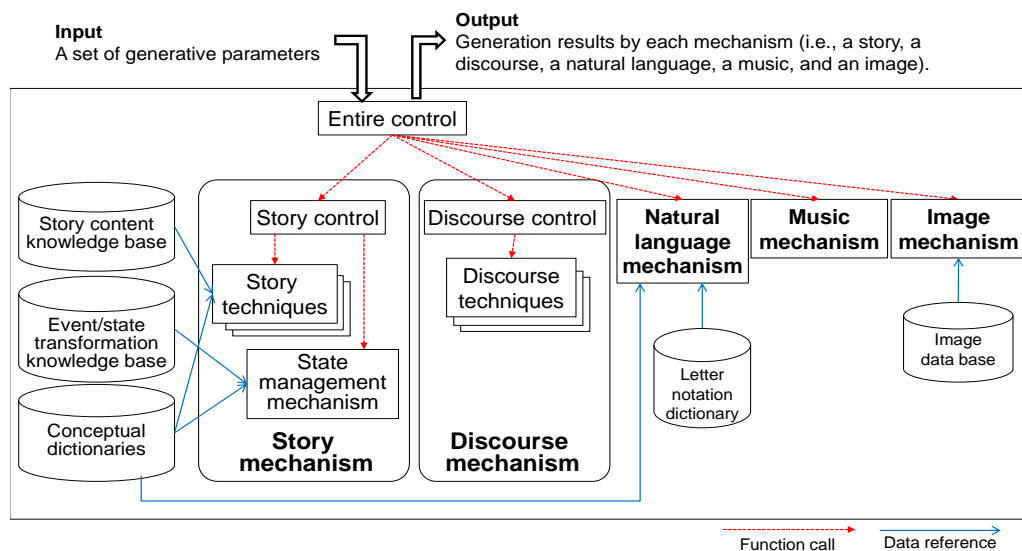 Input
A set of generative parameters
Output
Generation results by each mechanism (i.e., a story, a
discourse, a natural language, a music, and an image).
Entire control
Story content
knowledge base
Event/state
transformation
knowledge base
Conceptual
dictionaries
Story control
Story
techniques
State
management
mechanism
Story
mechanism
Discourse control
Discourse
techniques
Discourse
mechanism
Natural
language
mechanism
Music
mechanism
Image
mechanism
Letter
notation
dictionary
Image
data base
Function call
Data reference